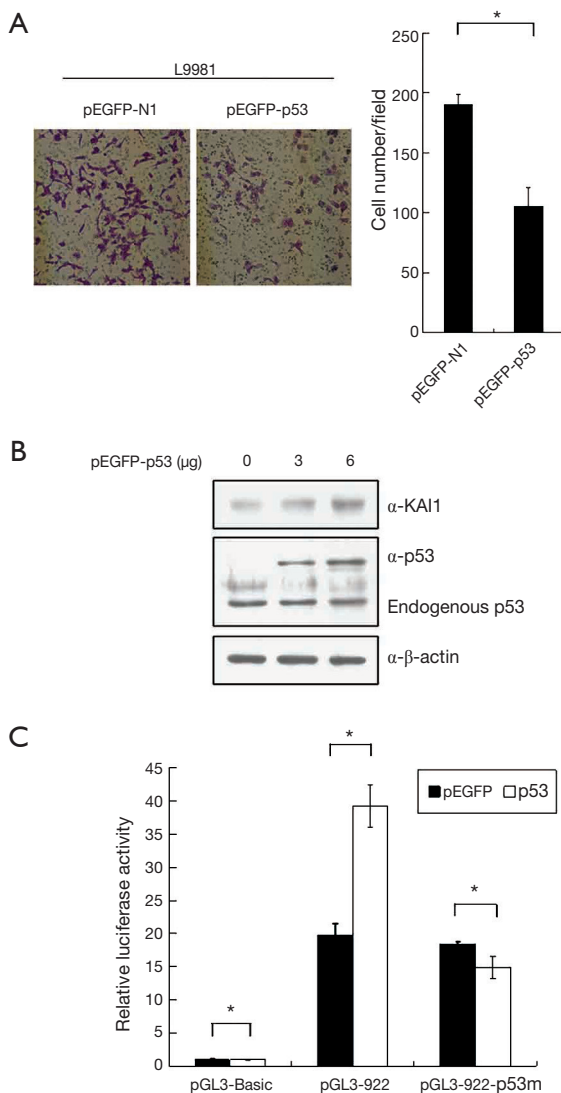 A
L9981
pEGFP-N1 pEGFP-p53
*
Cell number/field
250
200
150
100
50
0
pEGFP-N1
pEGFP-p53
B
pEGFP-p53 (µg) 0 3 6
α-KAI1
α-p53
Endogenous p53
α-β-actin
C
Relative luciferase activity
45
40
35
30
25
20
15
10
5
0
*
*
*
pEGFP p53
pGL3-Basic pGL3-922 pGL3-922-p53m